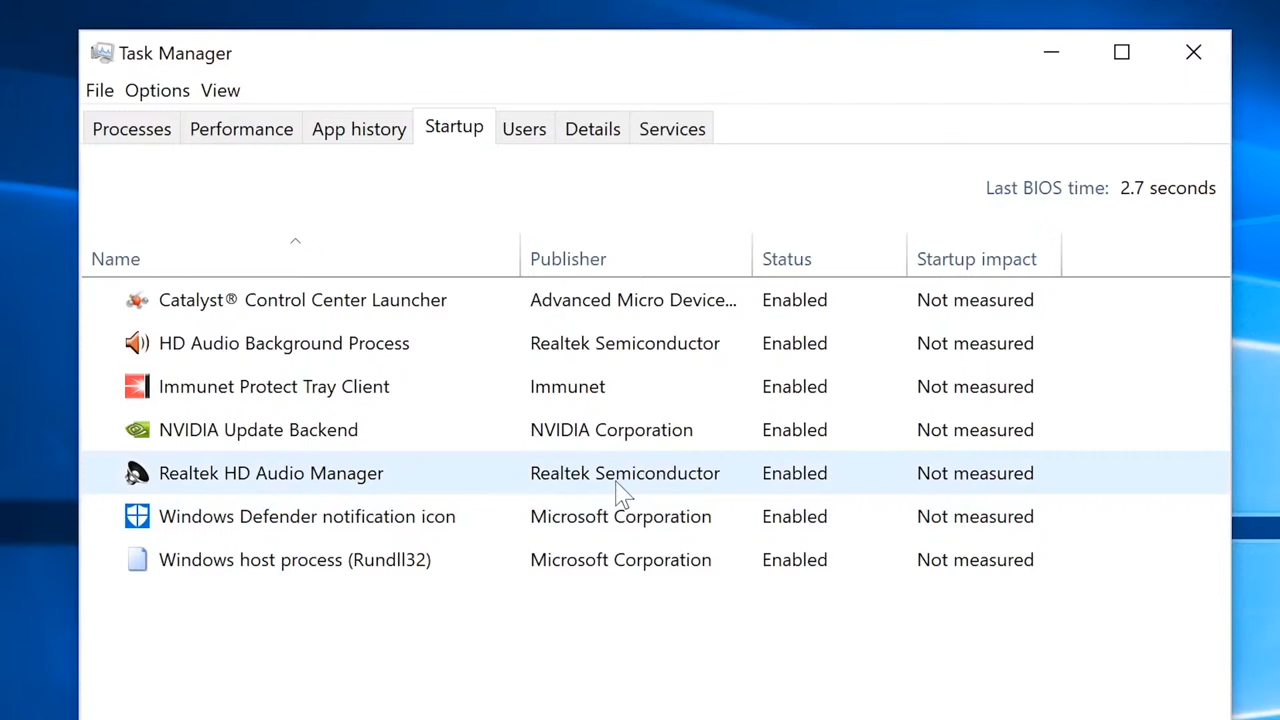 Task Manager
File Options View
Processes Performance App history Startup Users Details Services
Last BIOS time: 2.7 seconds
Name Publisher Status Startup impact
Catalyst® Control Center Launcher Advanced Micro Device... Enabled Not measured
HD Audio Background Process Realtek Semiconductor Enabled Not measured
Immunet Protect Tray Client Immunet Enabled Not measured
NVIDIA Update Backend NVIDIA Corporation Enabled Not measured
Realtek HD Audio Manager Realtek Semiconductor Enabled Not measured
Windows Defender notification icon Microsoft Corporation Enabled Not measured
Windows host process (Rundll32) Microsoft Corporation Enabled Not measured